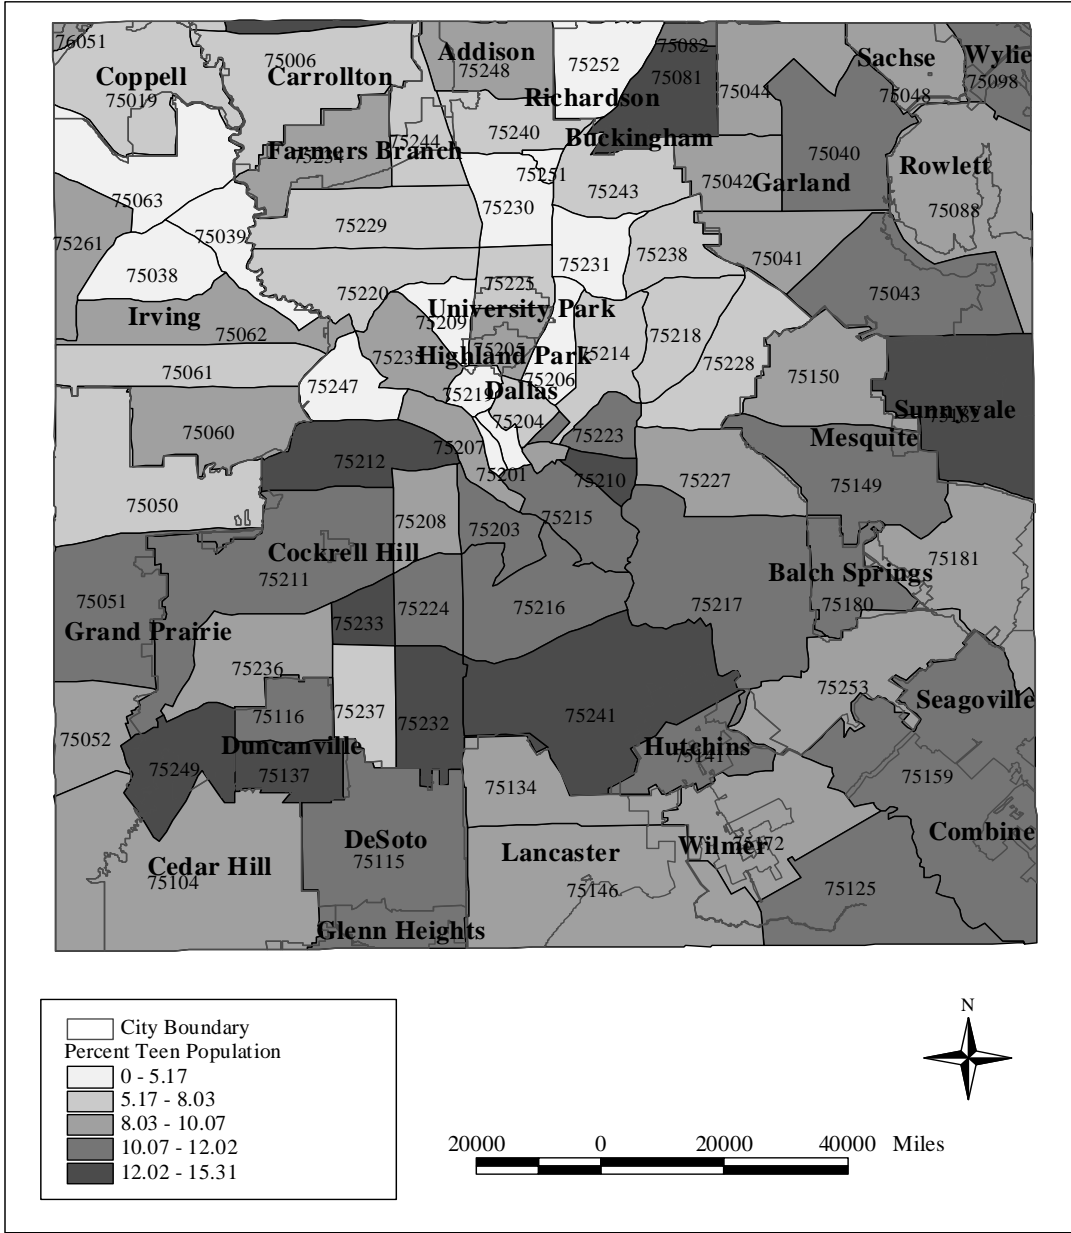 76051
75006
Addison
75082
Sachse
Wylie
Coppell
Carrollton
75248
75252
75081
75044
75048
75098
75019
Richardson
75240
Buckingham
75244
Farmers Branch
75234
75251
75243
75042
75040
Garland
Rowlett
75063
75229
75230
75088
75261
75039
75038
75231
75238
75041
75220
75225
75043
Irving
University Park
75062
75209
75235
Highland Park
75205
75214
75218
75228
75061
75247
75206
75150
Dallas
75219
75204
Sunnyvale
75182
75060
75207
75223
Mesquite
75212
75201
75210
75227
75149
75050
75208
75203
75215
Cockrell Hill
75211
75181
Balch Springs
75051
75224
75216
75217
75180
Grand Prairie
75233
75236
75253
Seagoville
75116
75237
75232
75241
75052
Duncanville
Hutchins
75141
75249
75137
75134
75159
DeSoto
75115
Lancaster
Wilmer
75172
Combine
Cedar Hill
75104
75146
75125
Glenn Heights
City Boundary
Percent Teen Population
0 - 5.17
5.17 - 8.03
8.03 - 10.07
10.07 - 12.02
12.02 - 15.31
N
20000 0 20000 40000 Miles